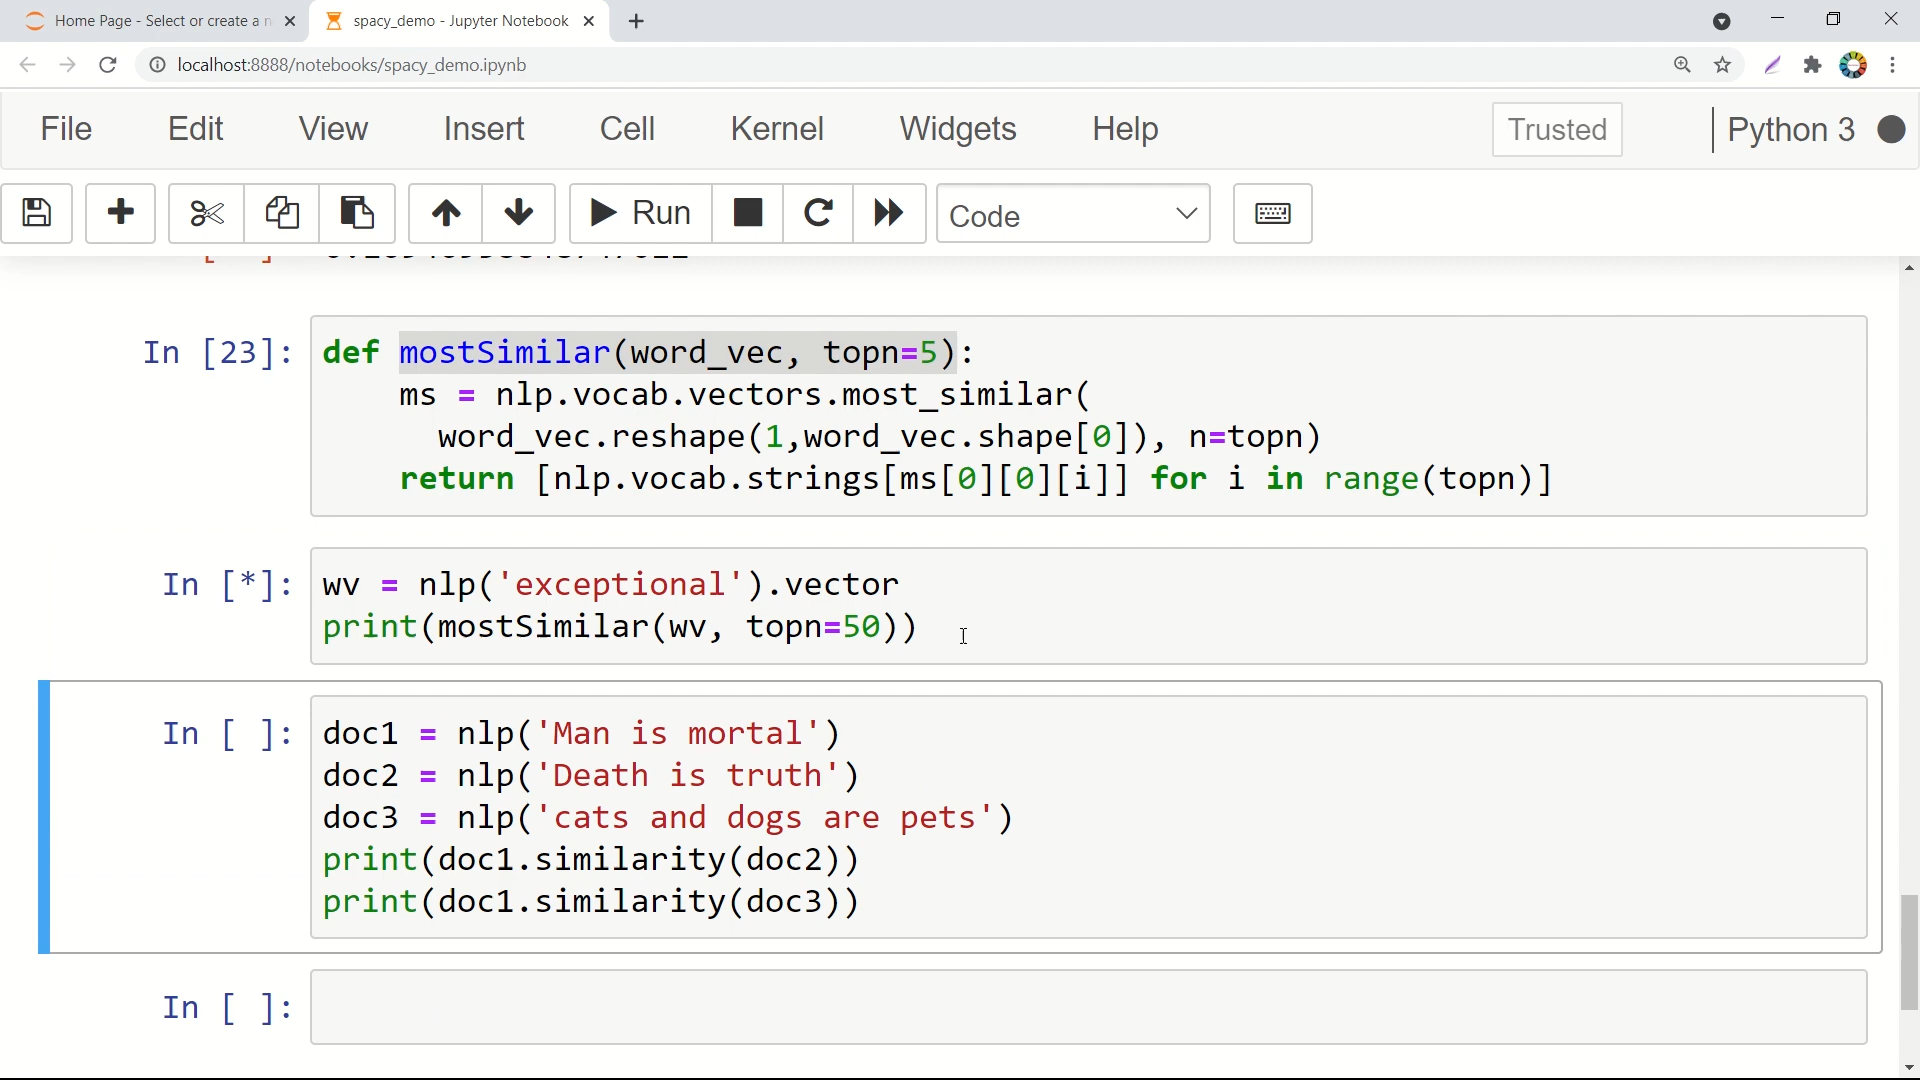 Home Page - Select or create a n
spacy_demo - Jupyter Notebook
localhost:8888/notebooks/spacy_demo.ipynb
File Edit View Insert Cell Kernel Widgets Help Trusted Python 3
Run Code
In [23]: def mostSimilar(word_vec, topn=5):
ms = nlp.vocab.vectors.most_similar(
word_vec.reshape(1,word_vec.shape[0]), n=topn)
return [nlp.vocab.strings[ms[0][0][i]] for i in range(topn)]
In [*]: wv = nlp('exceptional').vector
print(mostSimilar(wv, topn=50))
In [ ]: doc1 = nlp('Man is mortal')
doc2 = nlp('Death is truth')
doc3 = nlp('cats and dogs are pets')
print(doc1.similarity(doc2))
print(doc1.similarity(doc3))
In [ ]: